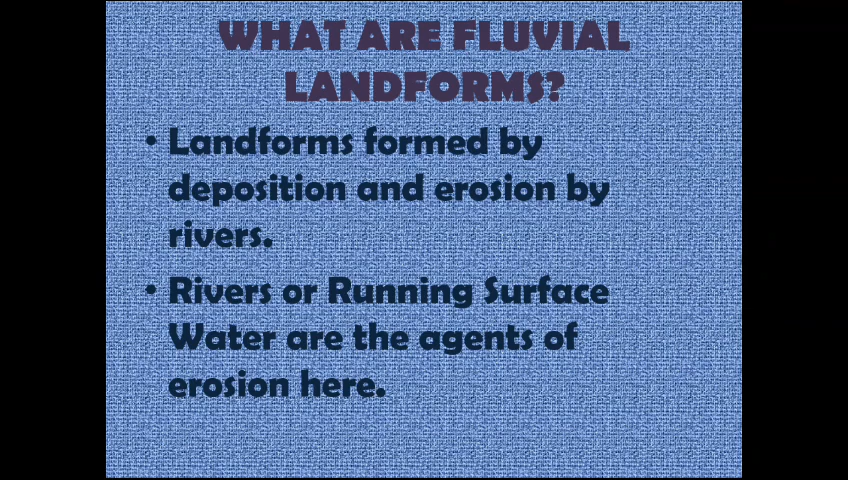 WHAT ARE FLUVIAL
LANDFORMS?
• Landforms formed by
deposition and erosion by
rivers.
• Rivers or Running Surface
Water are the agents of
erosion here.